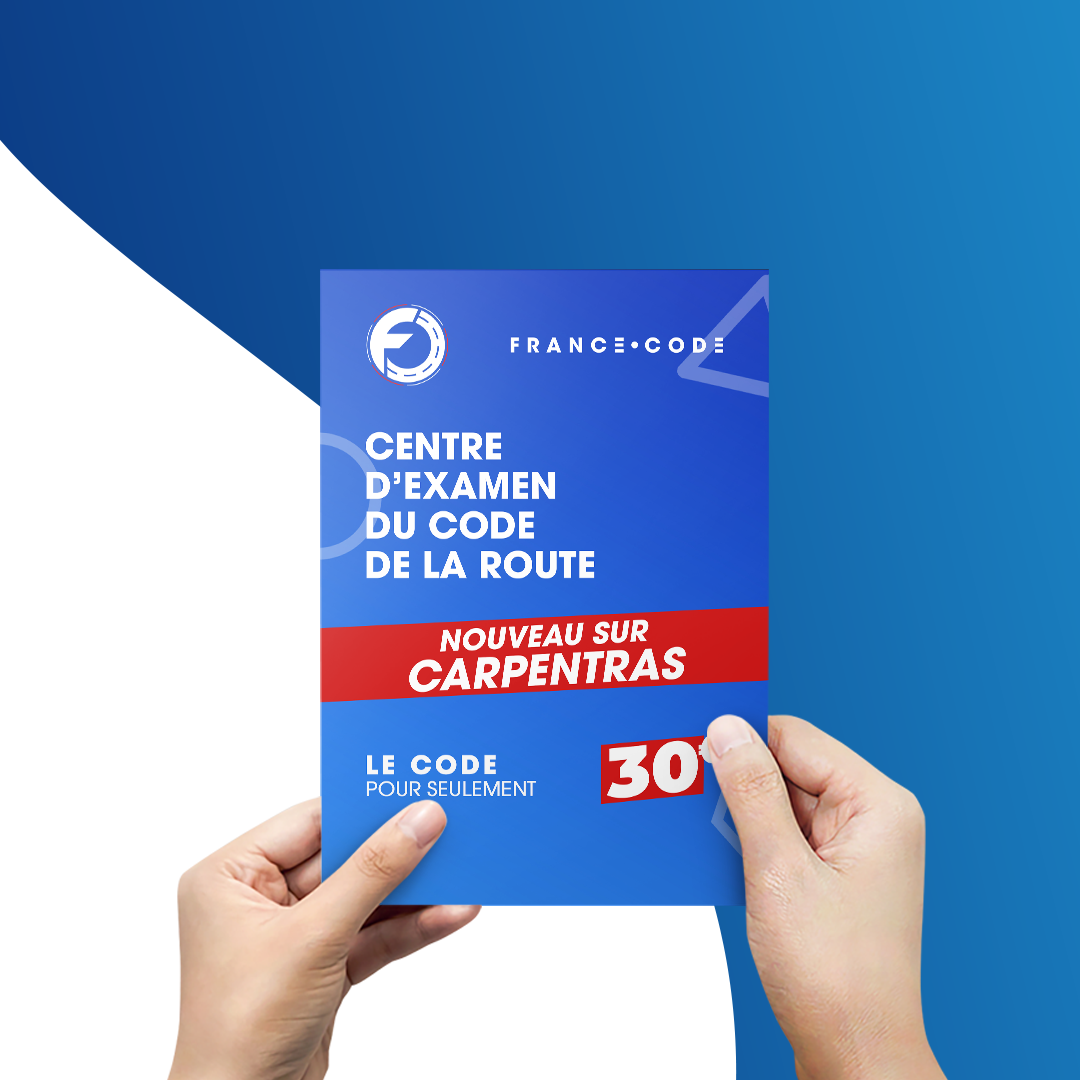 FRANCE•CODE
CENTRE
D'EXAMEN
DU CODE
DE LA ROUTE
NOUVEAU SUR
CARPENTRAS
LE CODE
POUR SEULEMENT
30€